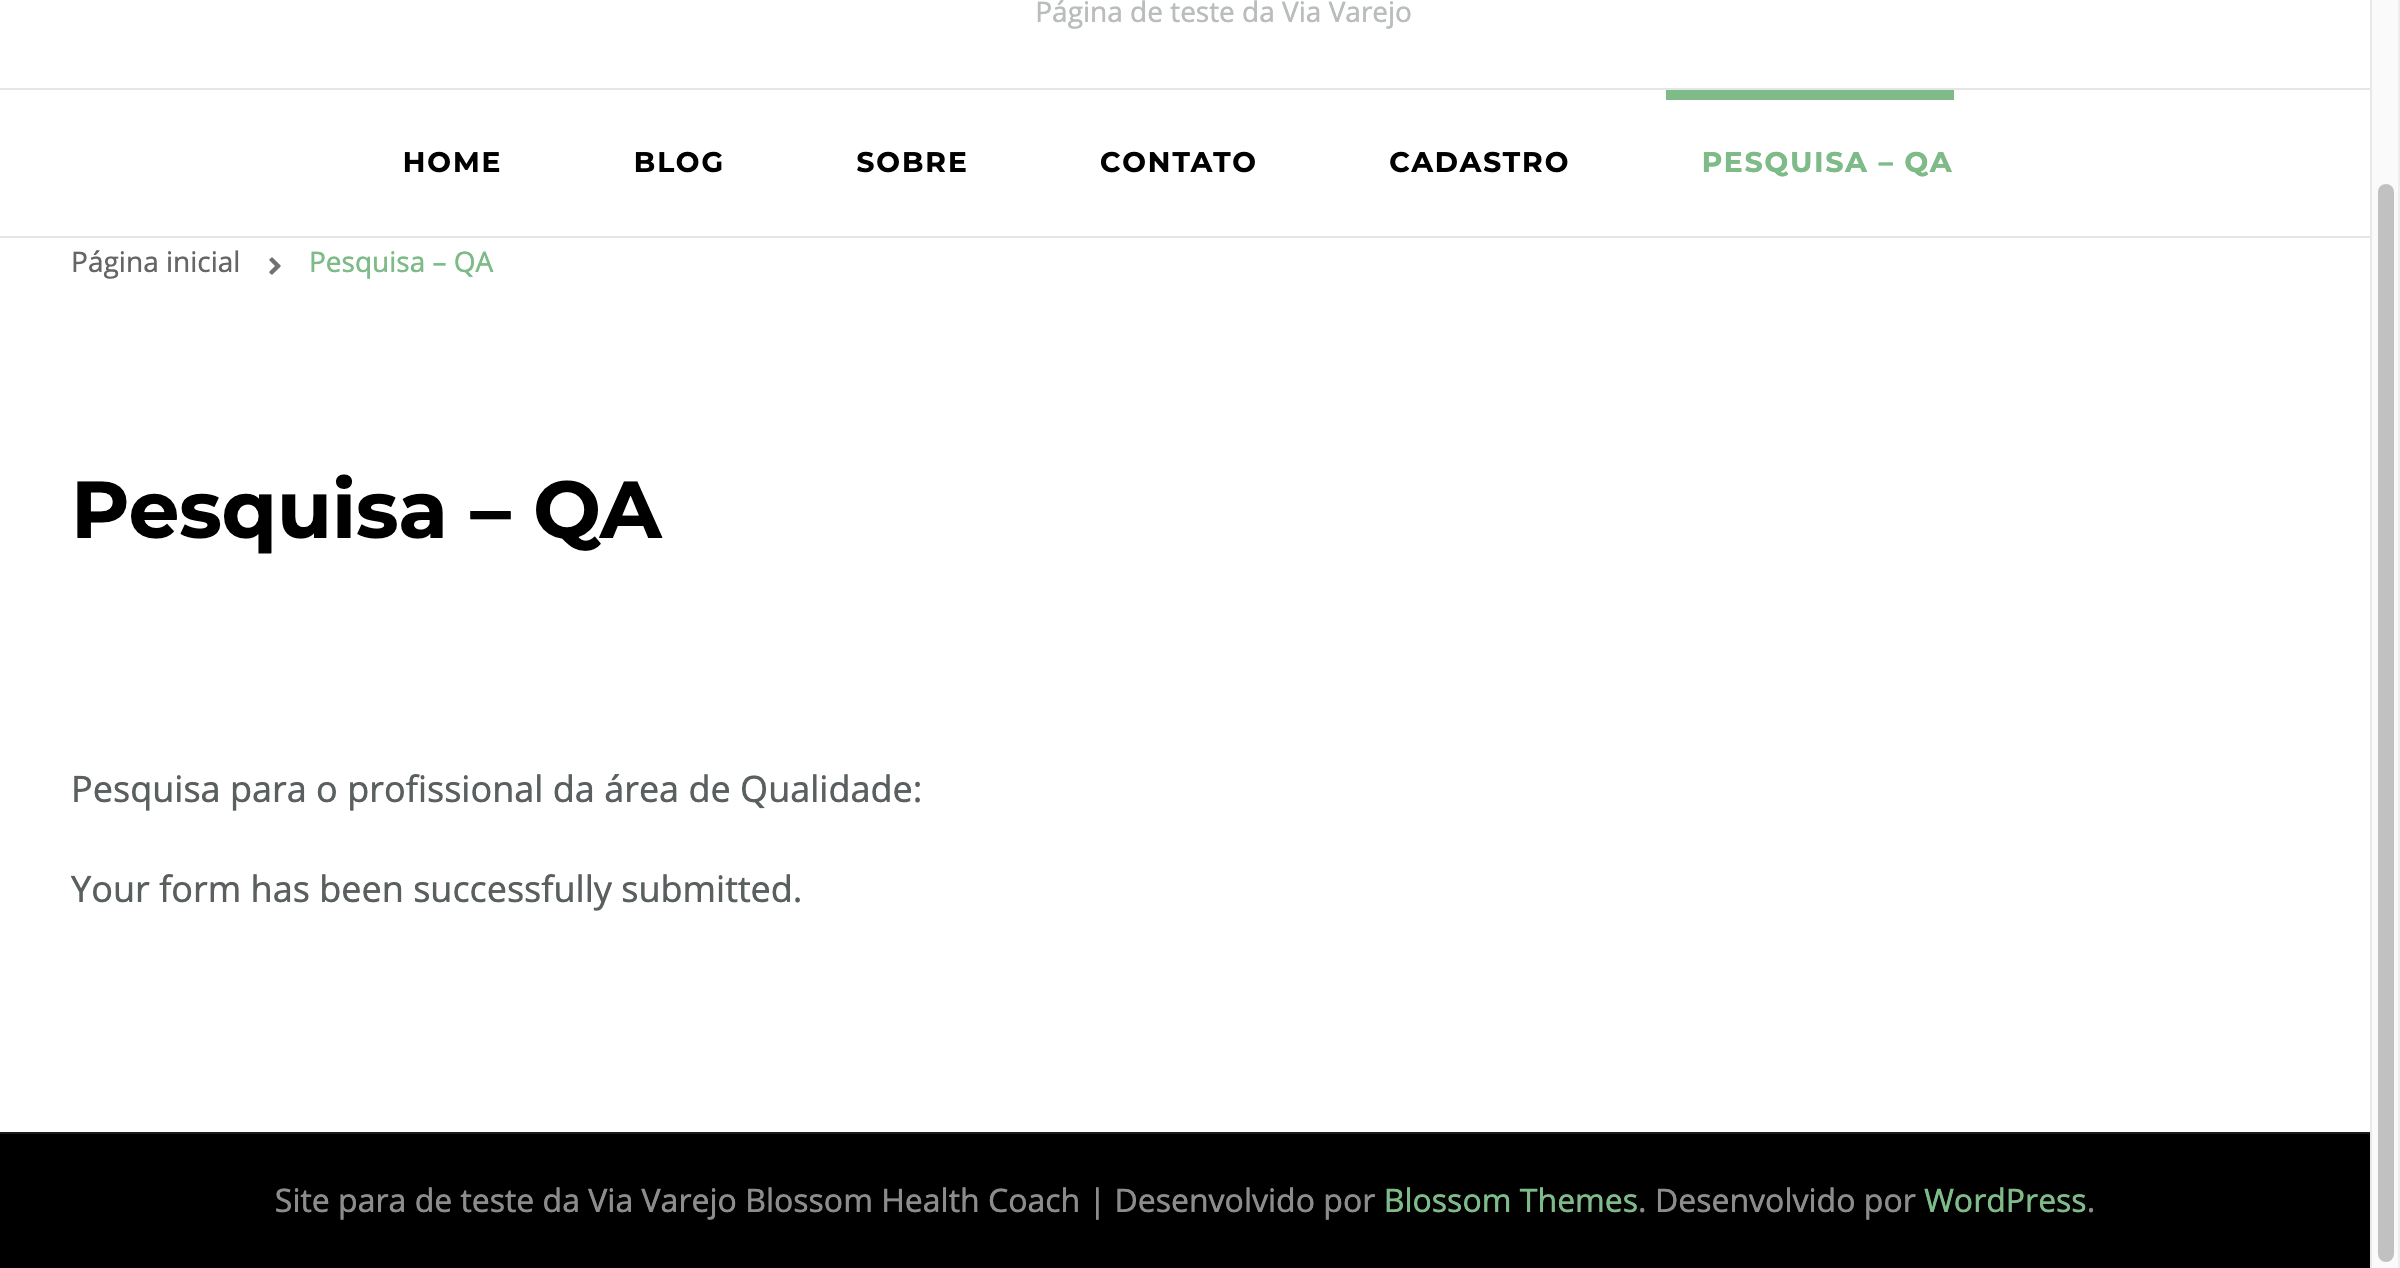 Página de teste da Via Varejo
HOME BLOG SOBRE CONTATO CADASTRO PESQUISA – QA
Página inicial Pesquisa – QA
Pesquisa – QA
Pesquisa para o profissional da área de Qualidade:
Your form has been successfully submitted.
Site para de teste da Via Varejo Blossom Health Coach | Desenvolvido por Blossom Themes. Desenvolvido por WordPress.